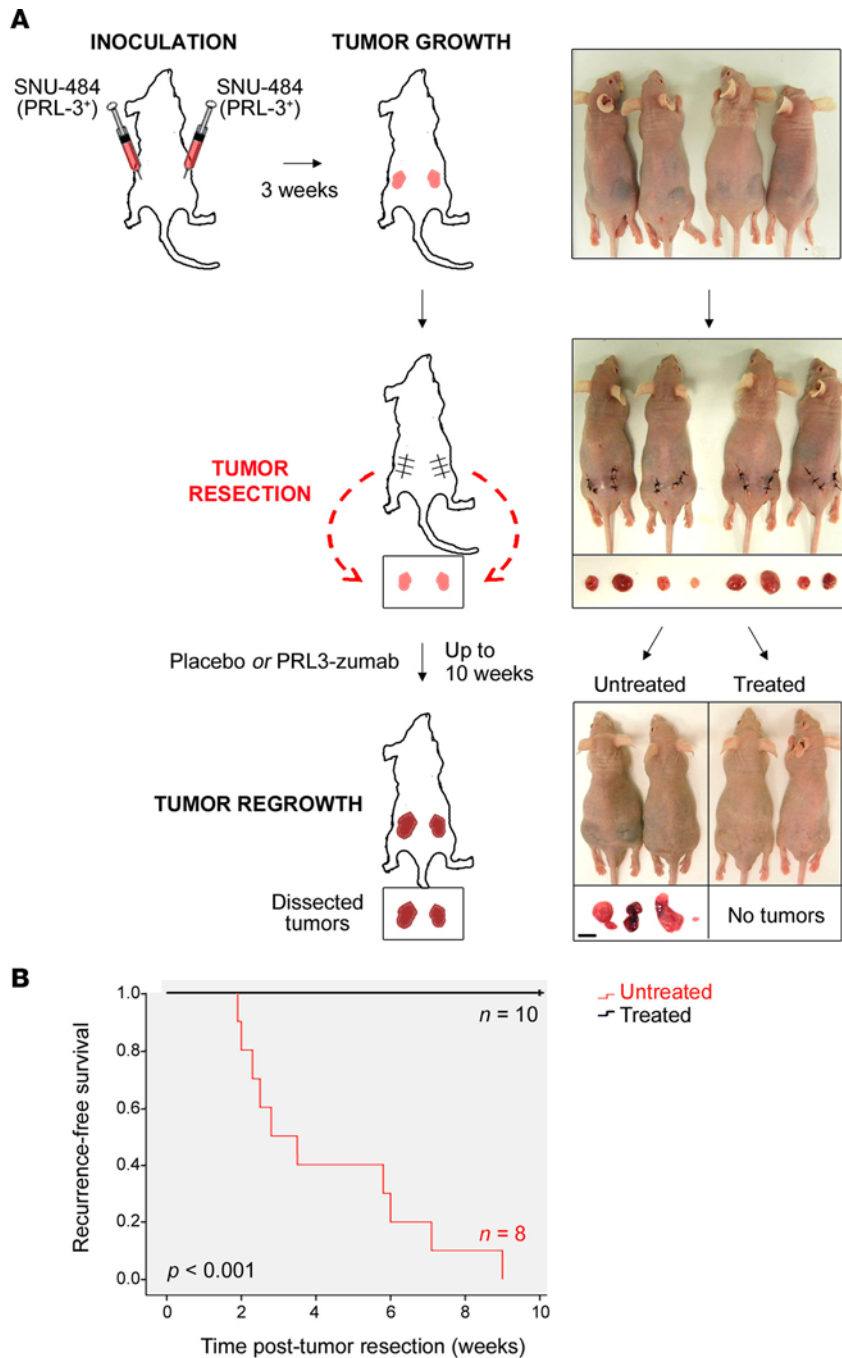 A
INOCULATION
TUMOR GROWTH
SNU-484
(PRL-3+)
SNU-484
(PRL-3+)
3 weeks
TUMOR
RESECTION
Placebo or PRL3-zumab
Up to
10 weeks
Untreated
Treated
TUMOR REGROWTH
Dissected
tumors
No tumors
B
1.0
0.8
0.6
0.4
0.2
0.0
Recurrence-free survival
n = 10
n = 8
p < 0.001
0
2
4
6
8
10
Time post-tumor resection (weeks)
Untreated
Treated